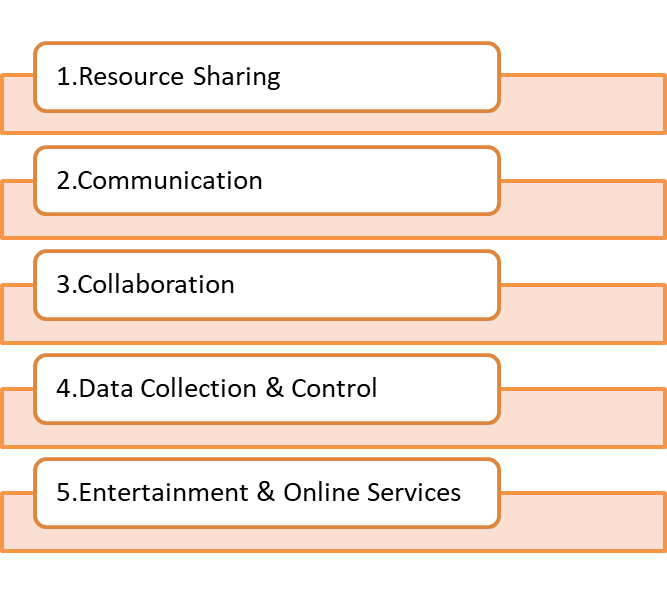 1.Resource Sharing
2.Communication
3.Collaboration
4.Data Collection & Control
5.Entertainment & Online Services